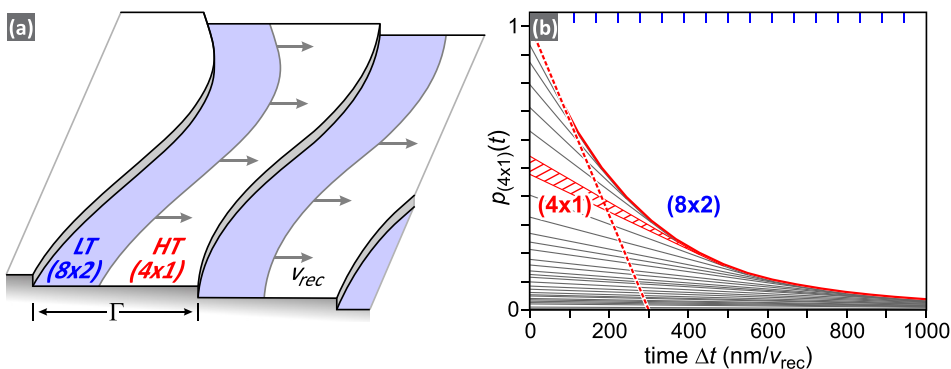 (a)
LT
(8x2)
HT
(4x1)
v_rec
Γ
(b)
1
0
p(4x1)(t)
(4x1)
(8x2)
0 200 400 600 800 1000
time Δt (nm/v_rec)